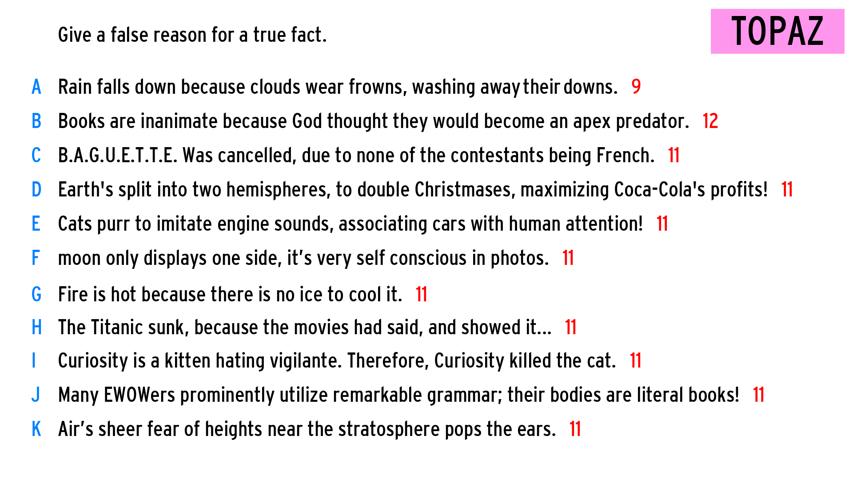 Give a false reason for a true fact.
TOPAZ
A Rain falls down because clouds wear frowns, washing away their downs. 9
B Books are inanimate because God thought they would become an apex predator. 12
C B.A.G.U.E.T.T.E. Was cancelled, due to none of the contestants being French. 11
D Earth's split into two hemispheres, to double Christmases, maximizing Coca-Cola's profits! 11
E Cats purr to imitate engine sounds, associating cars with human attention! 11
F moon only displays one side, it’s very self conscious in photos. 11
G Fire is hot because there is no ice to cool it. 11
H The Titanic sunk, because the movies had said, and showed it... 11
I Curiosity is a kitten hating vigilante. Therefore, Curiosity killed the cat. 11
J Many EWOWers prominently utilize remarkable grammar; their bodies are literal books! 11
K Air’s sheer fear of heights near the stratosphere pops the ears. 11